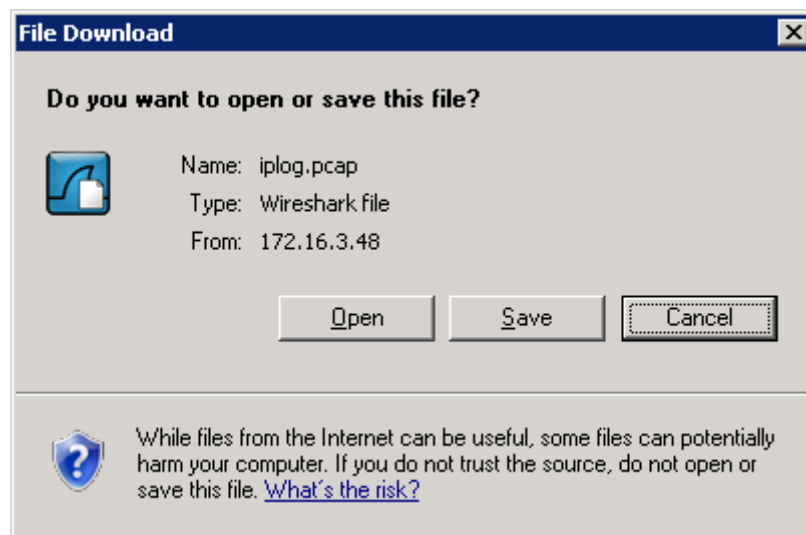 File Download
Do you want to open or save this file?
Name: iplog.pcap
Type: Wireshark file
From: 172.16.3.48
Open Save Cancel
While files from the Internet can be useful, some files can potentially
harm your computer. If you do not trust the source, do not open or
save this file. What's the risk?